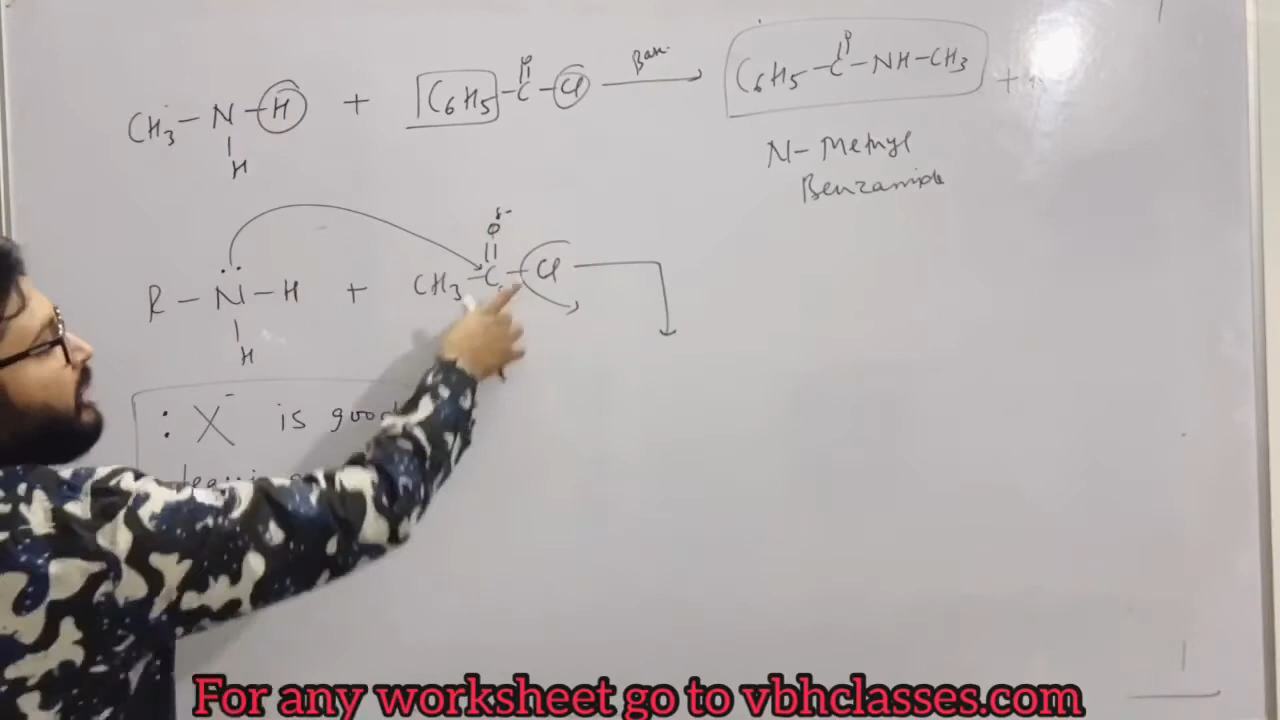 CH3 – N – H + C6H5 – C – Cl Base C6H5 – C – NH – CH3 +
O
O
H
N- Methyl
Benzamide
δ-
O
R – N – H + CH3 – C – Cl
H
: X- is good
For any worksheet go to vbhclasses.com